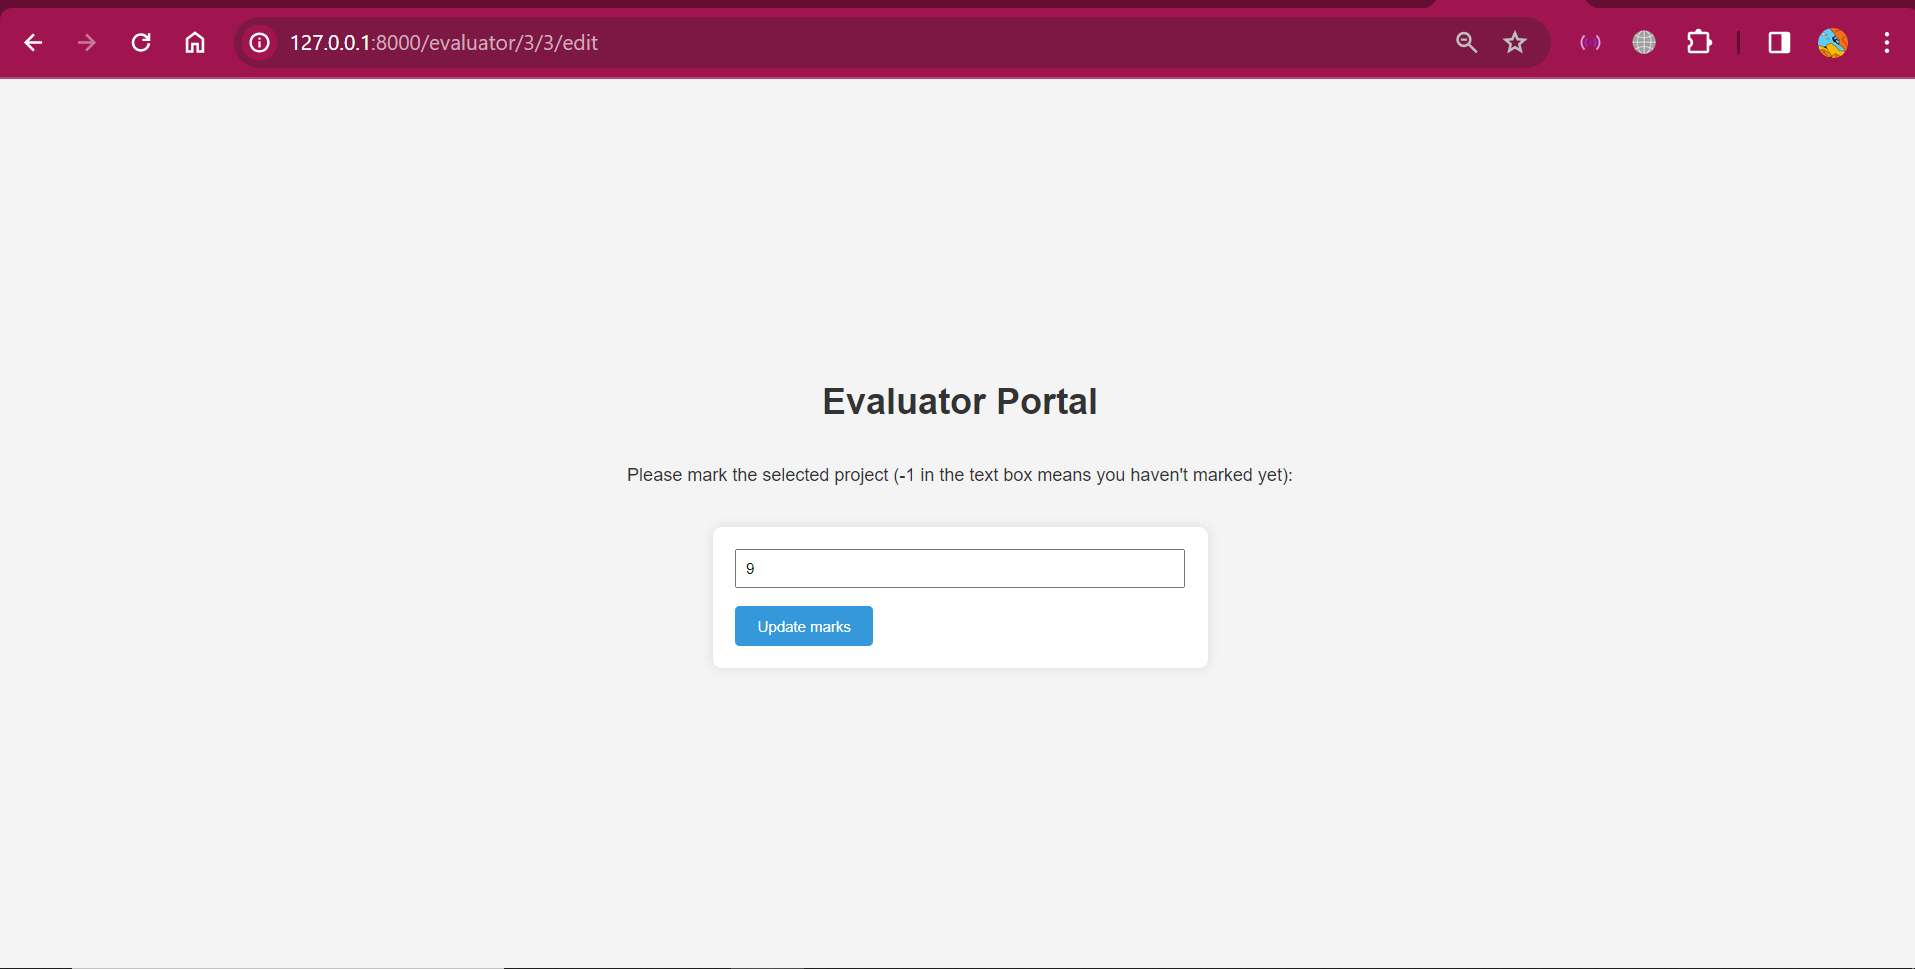 127.0.0.1:8000/evaluator/3/3/edit
Evaluator Portal
Please mark the selected project (-1 in the text box means you haven't marked yet):
9
Update marks